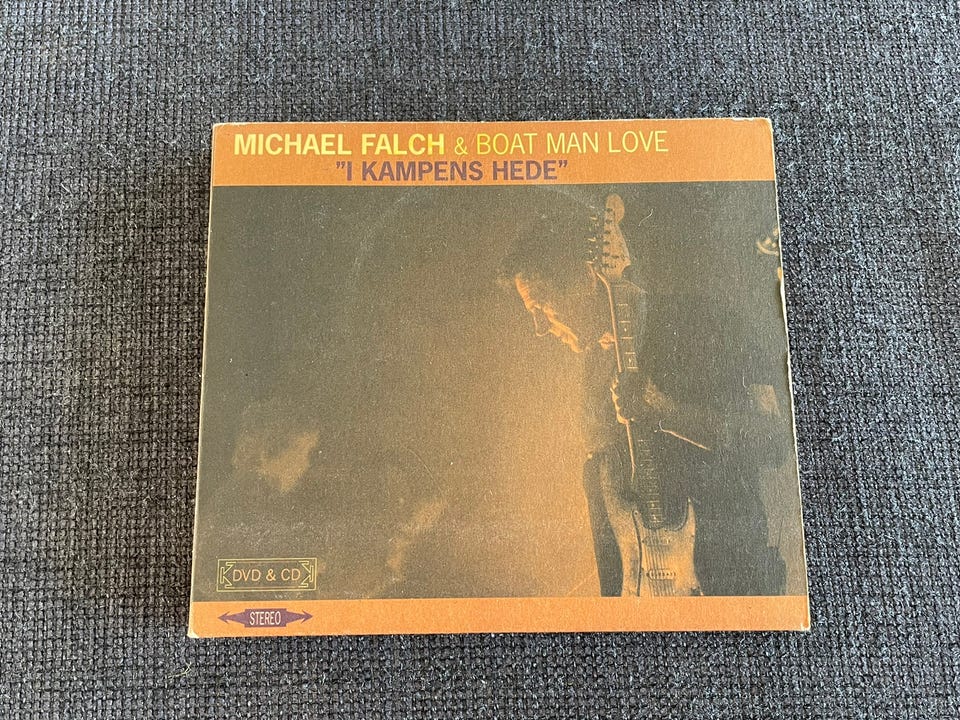 MICHAEL FALCH & BOAT MAN LOVE
”I KAMPENS HEDE”
DVD & CD
STEREO